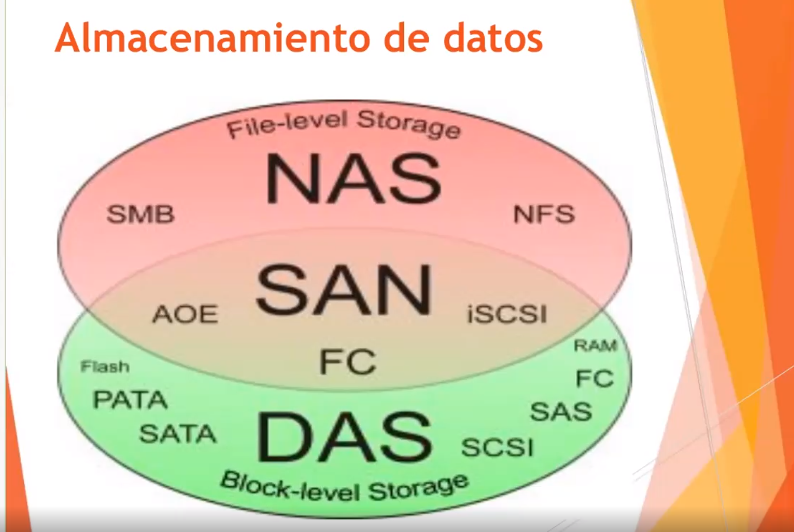 Almacenamiento de datos
File-level Storage
NAS
SMB
NFS
SAN
AOE
iSCSI
FC
RAM
Flash
FC
PATA
SAS
SATA
DAS
SCSI
Block-level Storage